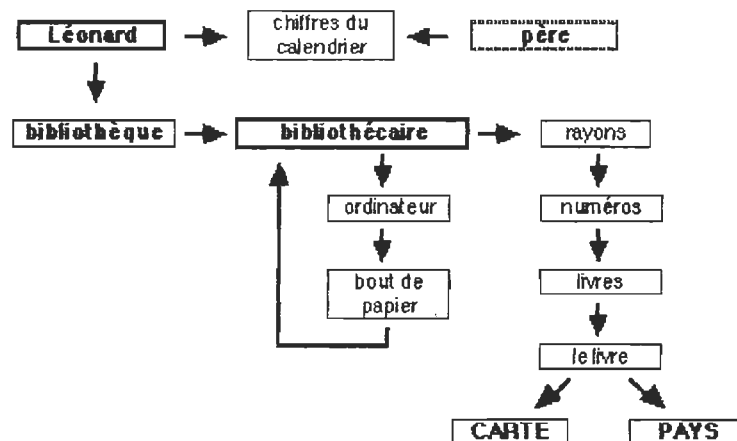 Léonard
chiffres du
calendrier
père
bibliothèque
bibliothécaire
rayons
ordinateur
numéros
bout de
papier
livres
le livre
CARTE
PAYS